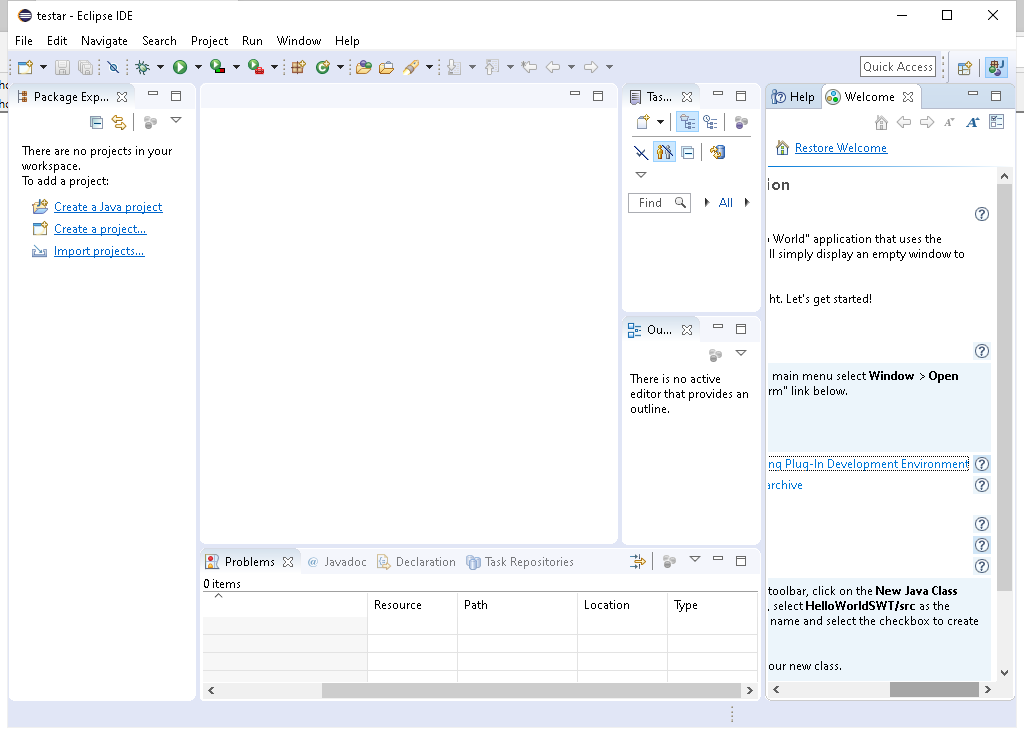 testar - Eclipse IDE
File Edit Navigate Search Project Run Window Help
Quick Access
Package Exp...
There are no projects in your
workspace.
To add a project:
Create a Java project
Create a project...
Import projects...
Tas...
Find
All
Ou...
There is no active
editor that provides an
outline.
Help Welcome
Restore Welcome
ion
World" application that uses the
ll simply display an empty window to
ht. Let's get started!
main menu select Window > Open
rm" link below.
ng Plug-In Development Environment
archive
toolbar, click on the New Java Class
, select HelloWorldSWT/src as the
name and select the checkbox to create
our new class.
Problems @ Javadoc Declaration Task Repositories
0 items
Resource Path Location Type